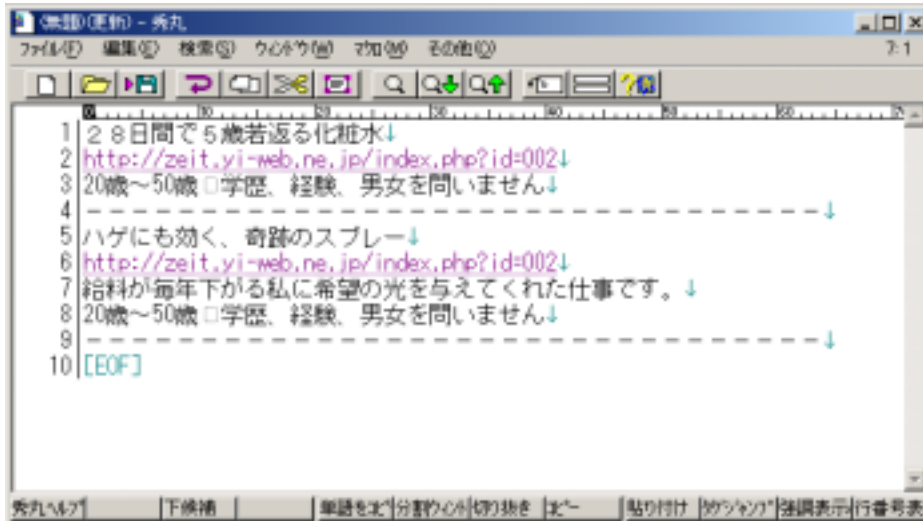 (無題)(更新) - 秀丸
ファイル(F) 編集(E) 検索(S) ウィンドウ(W) マクロ(M) その他(O) 7: 1
0 10 20 30 40 50 60
1 28日間で5歳若返る化粧水↓
2 http://zeit.yi-web.ne.jp/index.php?id=002↓
3 20歳～50歳 □学歴、経験、男女を問いません↓
4 －－－－－－－－－－－－－－－－－－－－－－－－－－－－－－－－↓
5 ハゲにも効く、奇跡のスプレー↓
6 http://zeit.yi-web.ne.jp/index.php?id=002↓
7 給料が毎年下がる私に希望の光を与えてくれた仕事です。↓
8 20歳～50歳 □学歴、経験、男女を問いません↓
9 －－－－－－－－－－－－－－－－－－－－－－－－－－－－－－－－↓
10 [EOF]
秀丸ヘルプ 下候補 単語をコピ 分割ウィン 切り抜き コピー 貼り付け タグジャンプ 強調表示 行番号表